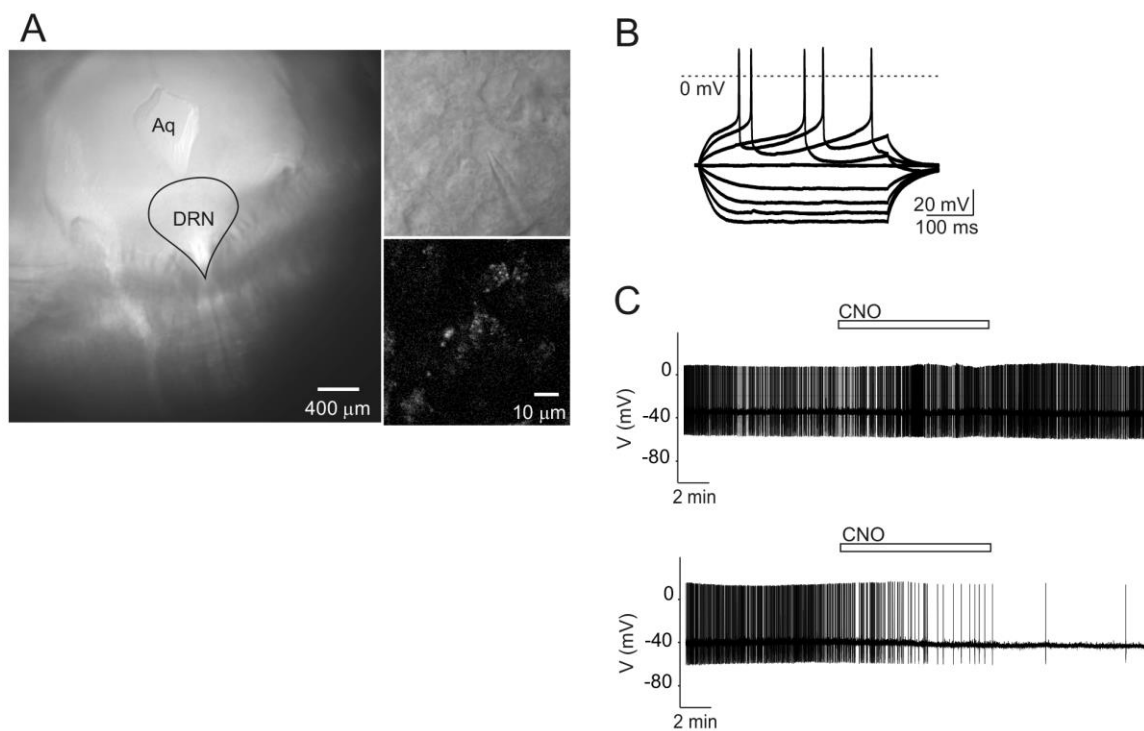 A
Aq
DRN
400 μm
10 μm
B
0 mV
20 mV
100 ms
C
CNO
V (mV)
0
-40
-80
2 min
CNO
V (mV)
0
-40
-80
2 min